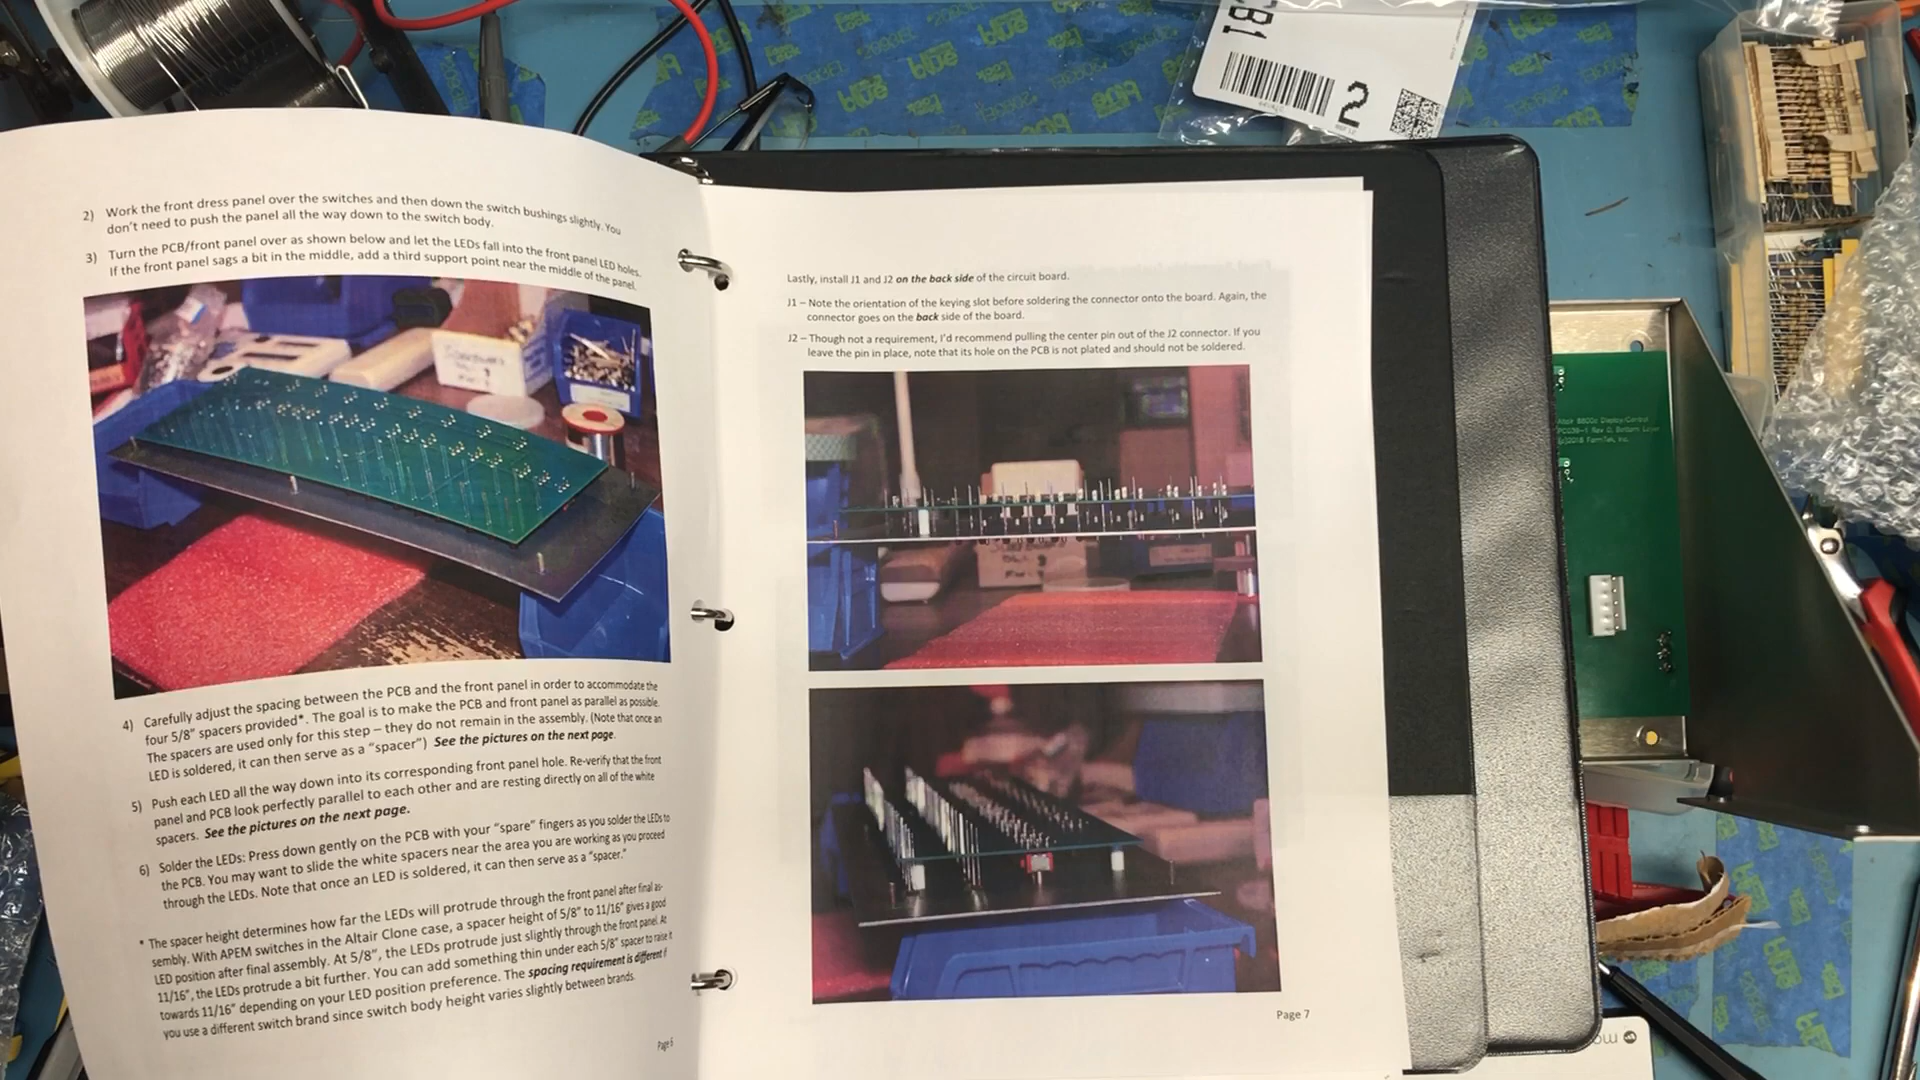 2) Work the front dress panel over the switches and then down the switch bushings slightly. You
don't need to push the panel all the way down to the switch body.
3) Turn the PCB/front panel over as shown below and let the LEDs fall into the front panel LED holes.
If the front panel sags a bit in the middle, add a third support point near the middle of the panel.
4) Carefully adjust the spacing between the PCB and the front panel in order to accommodate the
four 5/8" spacers provided*. The goal is to make the PCB and front panel as parallel as possible.
The spacers are used only for this step – they do not remain in the assembly. (Note that once an
LED is soldered, it can then serve as a "spacer") See the pictures on the next page.
5) Push each LED all the way down into its corresponding front panel hole. Re-verify that the front
panel and PCB look perfectly parallel to each other and are resting directly on all of the white
spacers. See the pictures on the next page.
6) Solder the LEDs: Press down gently on the PCB with your "spare" fingers as you solder the LEDs to
the PCB. You may want to slide the white spacers near the area you are working as you proceed
through the LEDs. Note that once an LED is soldered, it can then serve as a "spacer."
* The spacer height determines how far the LEDs will protrude through the front panel after final as-
sembly. With APEM switches in the Altair Clone case, a spacer height of 5/8" to 11/16" gives a good
LED position after final assembly. At 5/8", the LEDs protrude just slightly through the front panel. At
11/16", the LEDs protrude a bit further. You can add something thin under each 5/8" spacer to raise it
towards 11/16" depending on your LED position preference. The spacing requirement is different if
you use a different switch brand since switch body height varies slightly between brands.
Page 6
Lastly, install J1 and J2 on the back side of the circuit board.
J1 – Note the orientation of the keying slot before soldering the connector onto the board. Again, the
connector goes on the back side of the board.
J2 – Though not a requirement, I'd recommend pulling the center pin out of the J2 connector. If you
leave the pin in place, note that its hole on the PCB is not plated and should not be soldered.
Page 7
B1
2
blue
blue
blue
Altair 8800c Display/Control
PC039-1 Rev D, Bottom Layer
(c)2018 FarmTek, Inc.